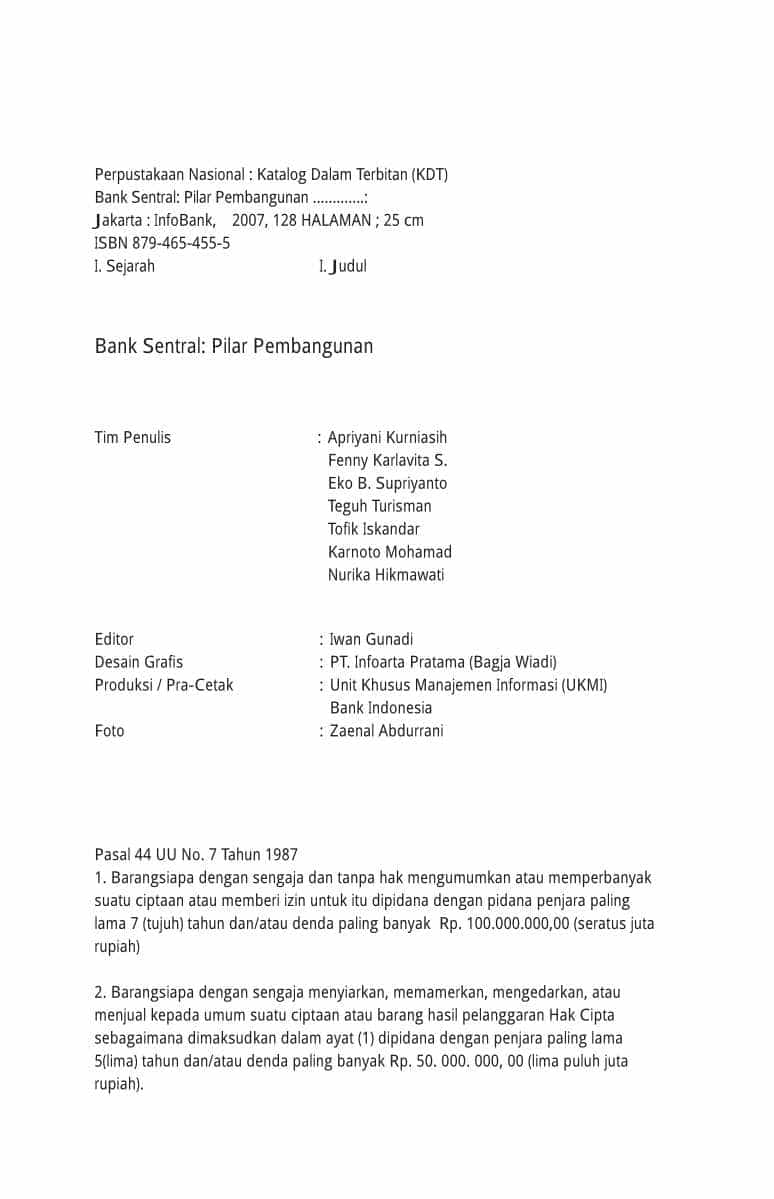 Perpustakaan Nasional : Katalog Dalam Terbitan (KDT)
Bank Sentral: Pilar Pembangunan .............:
Jakarta : InfoBank,    2007, 128 HALAMAN ; 25 cm
ISBN 879-465-455-5
I. Sejarah I. Judul
Bank Sentral: Pilar Pembangunan
Tim Penulis : Apriyani Kurniasih
Fenny Karlavita S.
Eko B. Supriyanto
Teguh Turisman
Tofik Iskandar
Karnoto Mohamad
Nurika Hikmawati
Editor : Iwan Gunadi
Desain Grafis : PT. Infoarta Pratama (Bagja Wiadi)
Produksi / Pra-Cetak : Unit Khusus Manajemen Informasi (UKMI)
Bank Indonesia
Foto : Zaenal Abdurrani
Pasal 44 UU No. 7 Tahun 1987
1. Barangsiapa dengan sengaja dan tanpa hak mengumumkan atau memperbanyak
suatu ciptaan atau memberi izin untuk itu dipidana dengan pidana penjara paling
lama 7 (tujuh) tahun dan/atau denda paling banyak  Rp. 100.000.000,00 (seratus juta
rupiah)
2. Barangsiapa dengan sengaja menyiarkan, memamerkan, mengedarkan, atau
menjual kepada umum suatu ciptaan atau barang hasil pelanggaran Hak Cipta
sebagaimana dimaksudkan dalam ayat (1) dipidana dengan penjara paling lama
5(lima) tahun dan/atau denda paling banyak Rp. 50. 000. 000, 00 (lima puluh juta
rupiah).